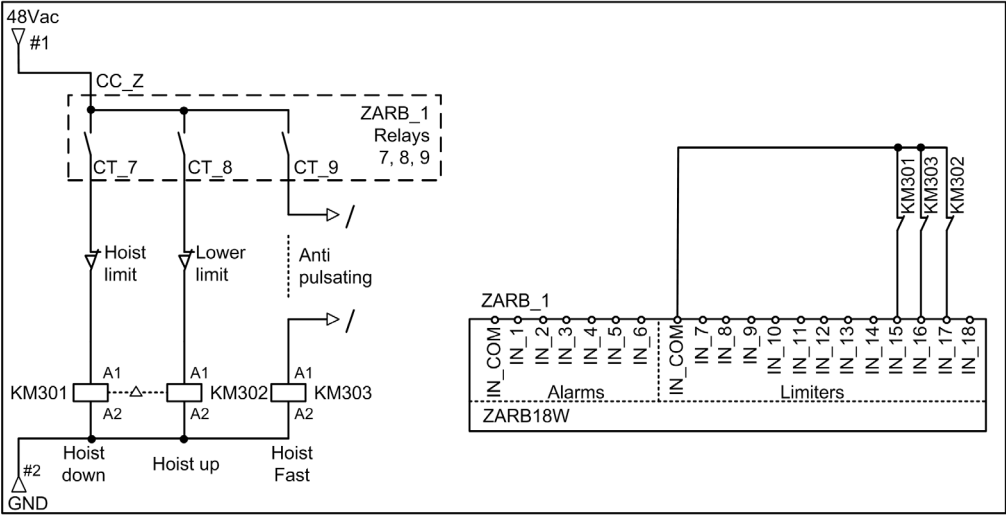 48Vac
#1
CC_Z
ZARB_1
Relays
7, 8, 9
CT_7
CT_8
CT_9
Hoist
limit
Lower
limit
Anti
pulsating
A1
A1
A1
KM301
KM302
KM303
A2
A2
A2
Hoist
down
Hoist up
Hoist
Fast
#2
GND
KM301
KM303
KM302
ZARB_1
IN_COM
IN_1
IN_2
IN_3
IN_4
IN_5
IN_6
IN_COM
IN_7
IN_8
IN_9
IN_10
IN_11
IN_12
IN_13
IN_14
IN_15
IN_16
IN_17
IN_18
Alarms
Limiters
ZARB18W